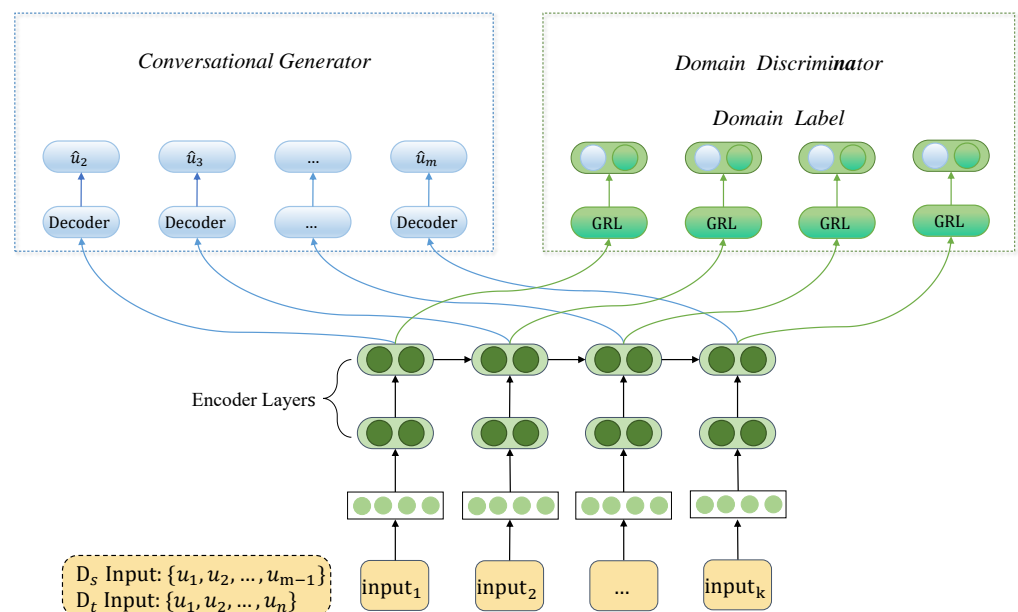 Conversational Generator
Domain Discriminator
Domain Label
û₂ û₃ ... ûₘ
Decoder Decoder ... Decoder
GRL GRL GRL GRL
Encoder Layers
D𝑠 Input: {u₁, u₂, ..., uₘ₋₁}
D𝑡 Input: {u₁, u₂, ..., uₙ}
input₁ input₂ ... inputₖ